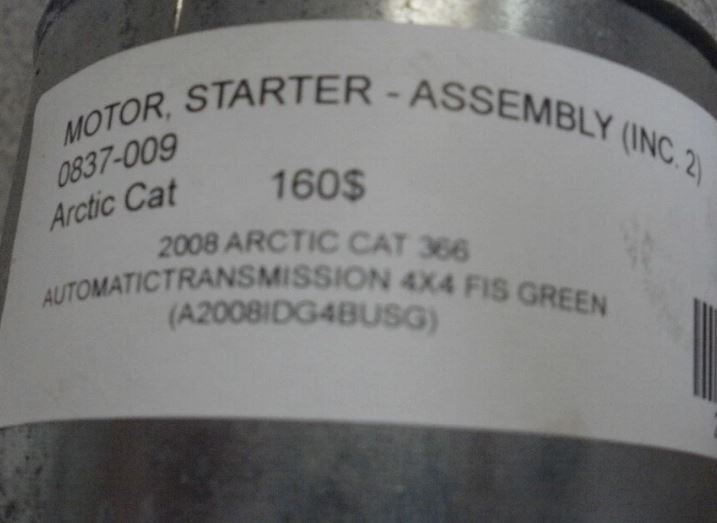 MOTOR, STARTER - ASSEMBLY (INC. 2)
0837-009
Arctic Cat 160$
2008 ARCTIC CAT 366
AUTOMATICTRANSMISSION 4X4 FIS GREEN
(A2008IDG4BUSG)